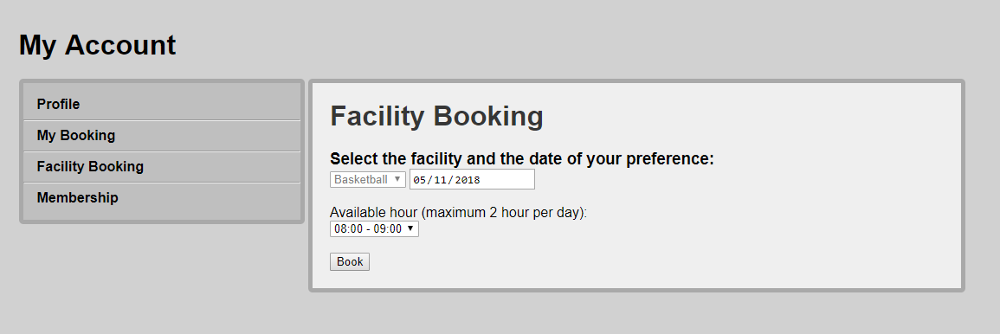 My Account
Profile
My Booking
Facility Booking
Membership
Facility Booking
Select the facility and the date of your preference:
Basketball 05/11/2018
Available hour (maximum 2 hour per day):
08:00 - 09:00
Book